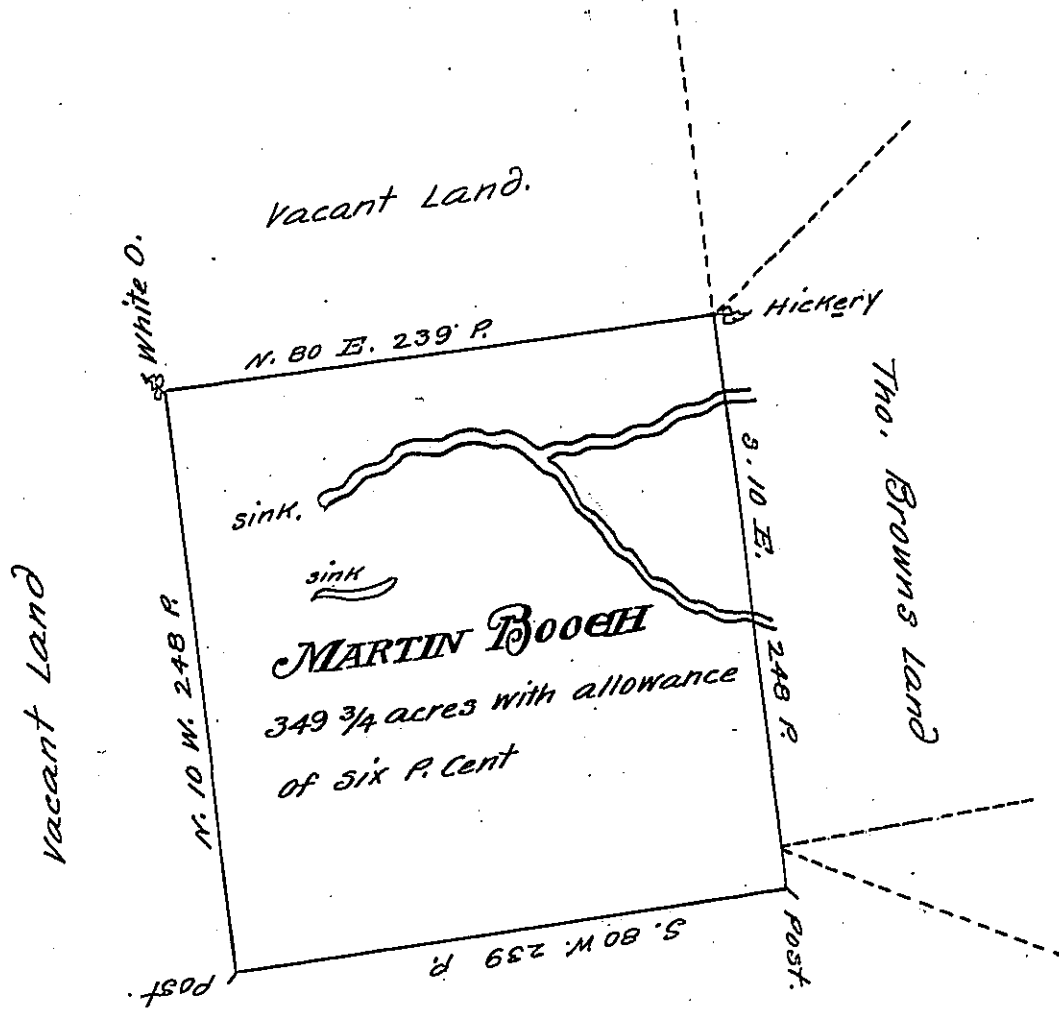 Vacant Land.
White O.
Hickery
N. 80 E. 239 P.
S. 10 E. 248 P.
Tho. Browns Land
sink.
sink
MARTIN BOOGH
349 3/4 acres with allowance
of Six P. Cent
N. 10 W. 248 P.
Vacant Land
S. 80 W. 239 P.
Post.
Post.